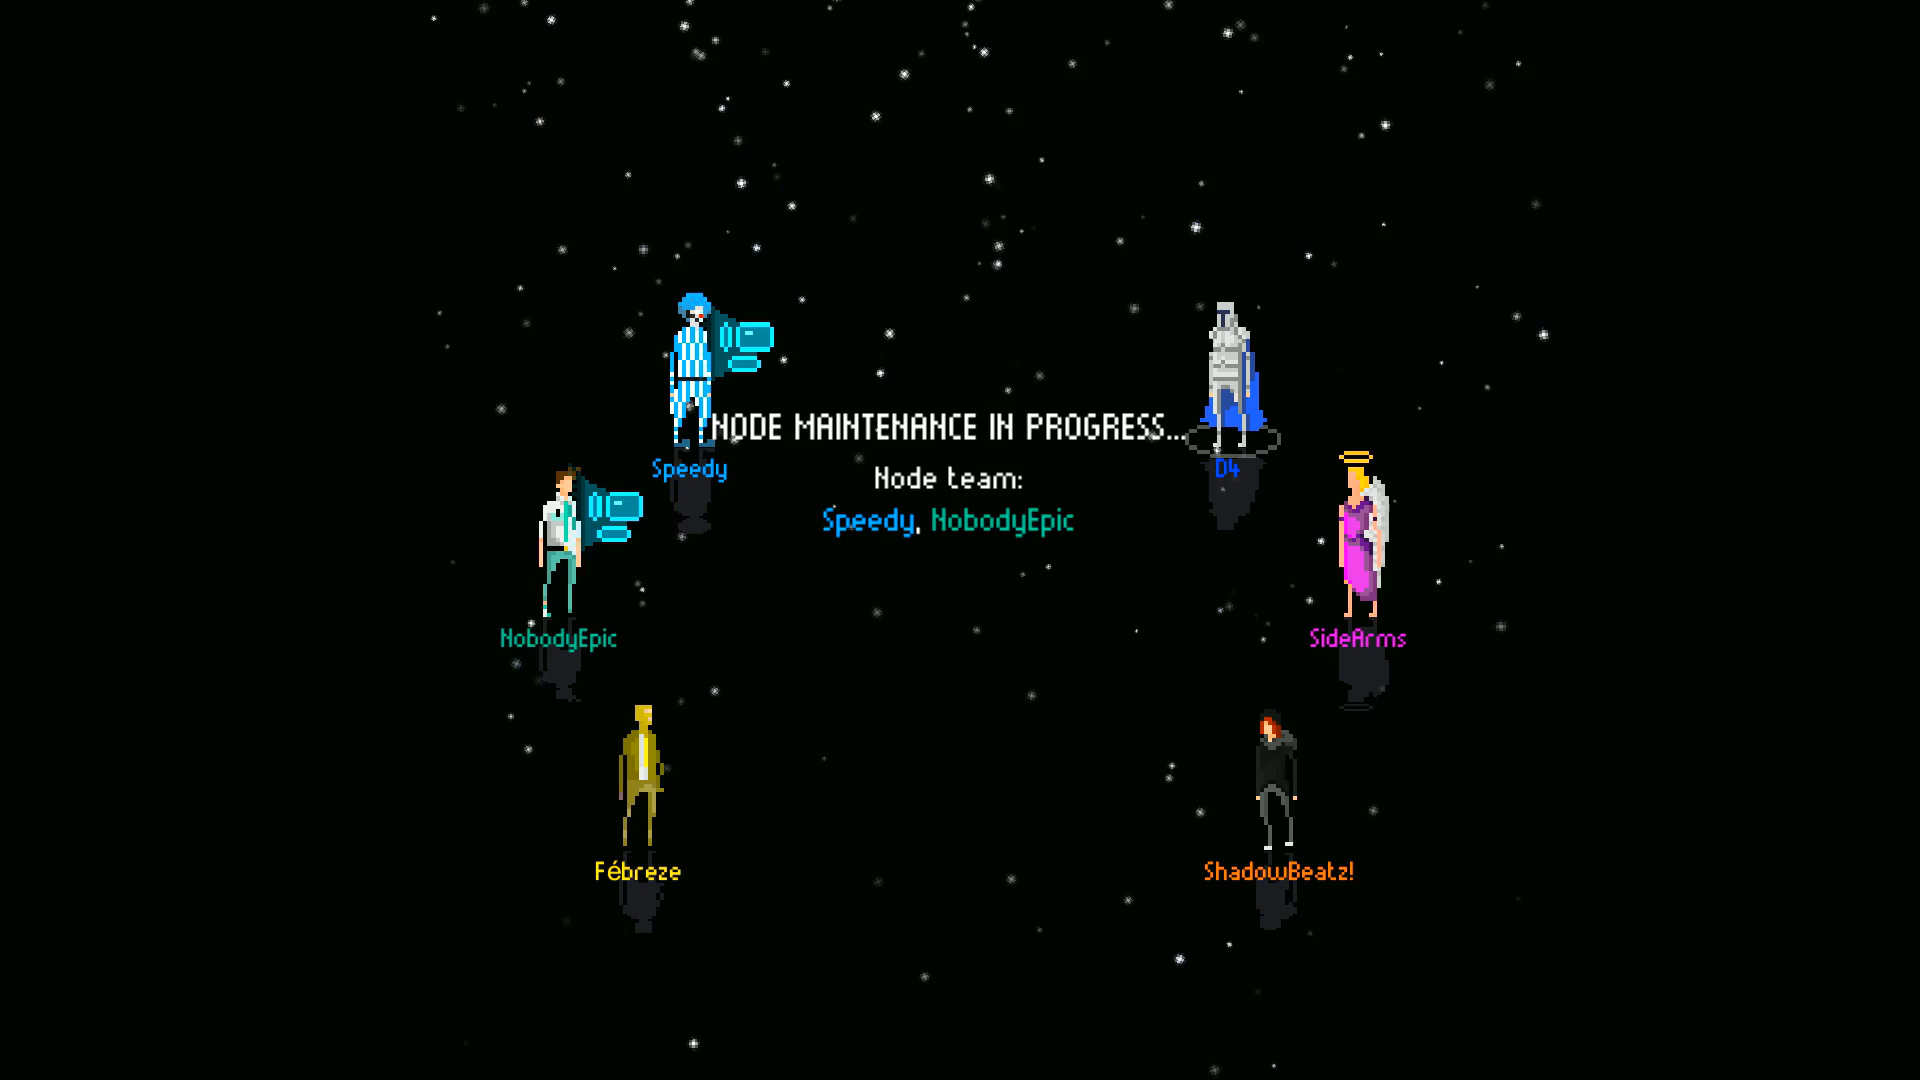 NODE MAINTENANCE IN PROGRESS...
Speedy
Node team:
D4
Speedy, NobodyEpic
NobodyEpic
SideArms
Fébreze
ShadowBeatz!